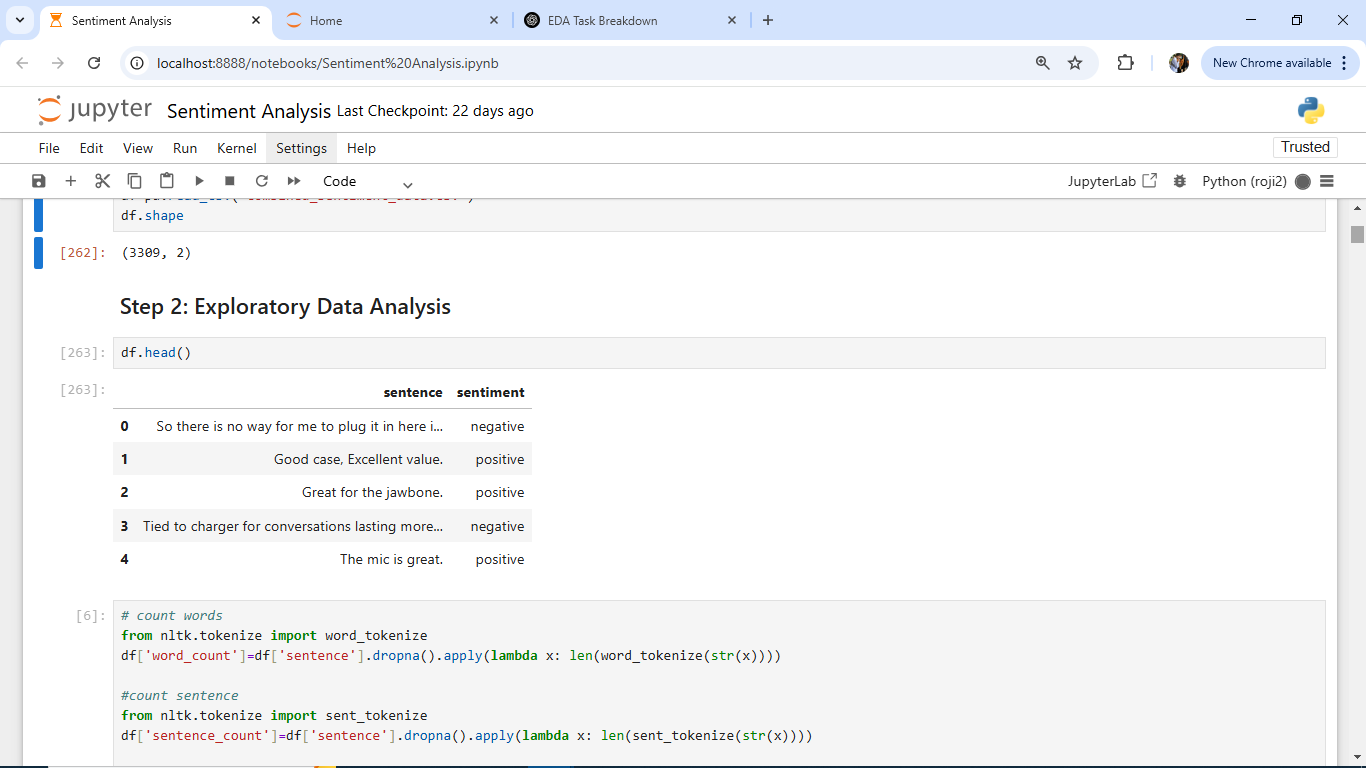 Sentiment Analysis
Home
EDA Task Breakdown
localhost:8888/notebooks/Sentiment%20Analysis.ipynb
New Chrome available
jupyter Sentiment Analysis Last Checkpoint: 22 days ago
File Edit View Run Kernel Settings Help
Trusted
Code
JupyterLab
Python (roji2)
df.shape
[262]: (3309, 2)
Step 2: Exploratory Data Analysis
[263]: df.head()
[263]:
sentence sentiment
0 So there is no way for me to plug it in here i... negative
1 Good case, Excellent value. positive
2 Great for the jawbone. positive
3 Tied to charger for conversations lasting more... negative
4 The mic is great. positive
[6]: # count words
from nltk.tokenize import word_tokenize
df['word_count']=df['sentence'].dropna().apply(lambda x: len(word_tokenize(str(x))))
#count sentence
from nltk.tokenize import sent_tokenize
df['sentence_count']=df['sentence'].dropna().apply(lambda x: len(sent_tokenize(str(x))))